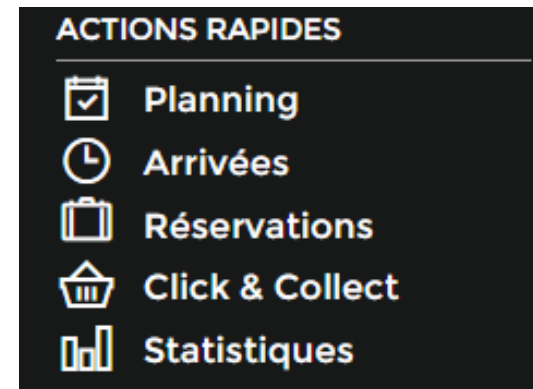 ACTIONS RAPIDES
Planning
Arrivées
Réservations
Click & Collect
Statistiques